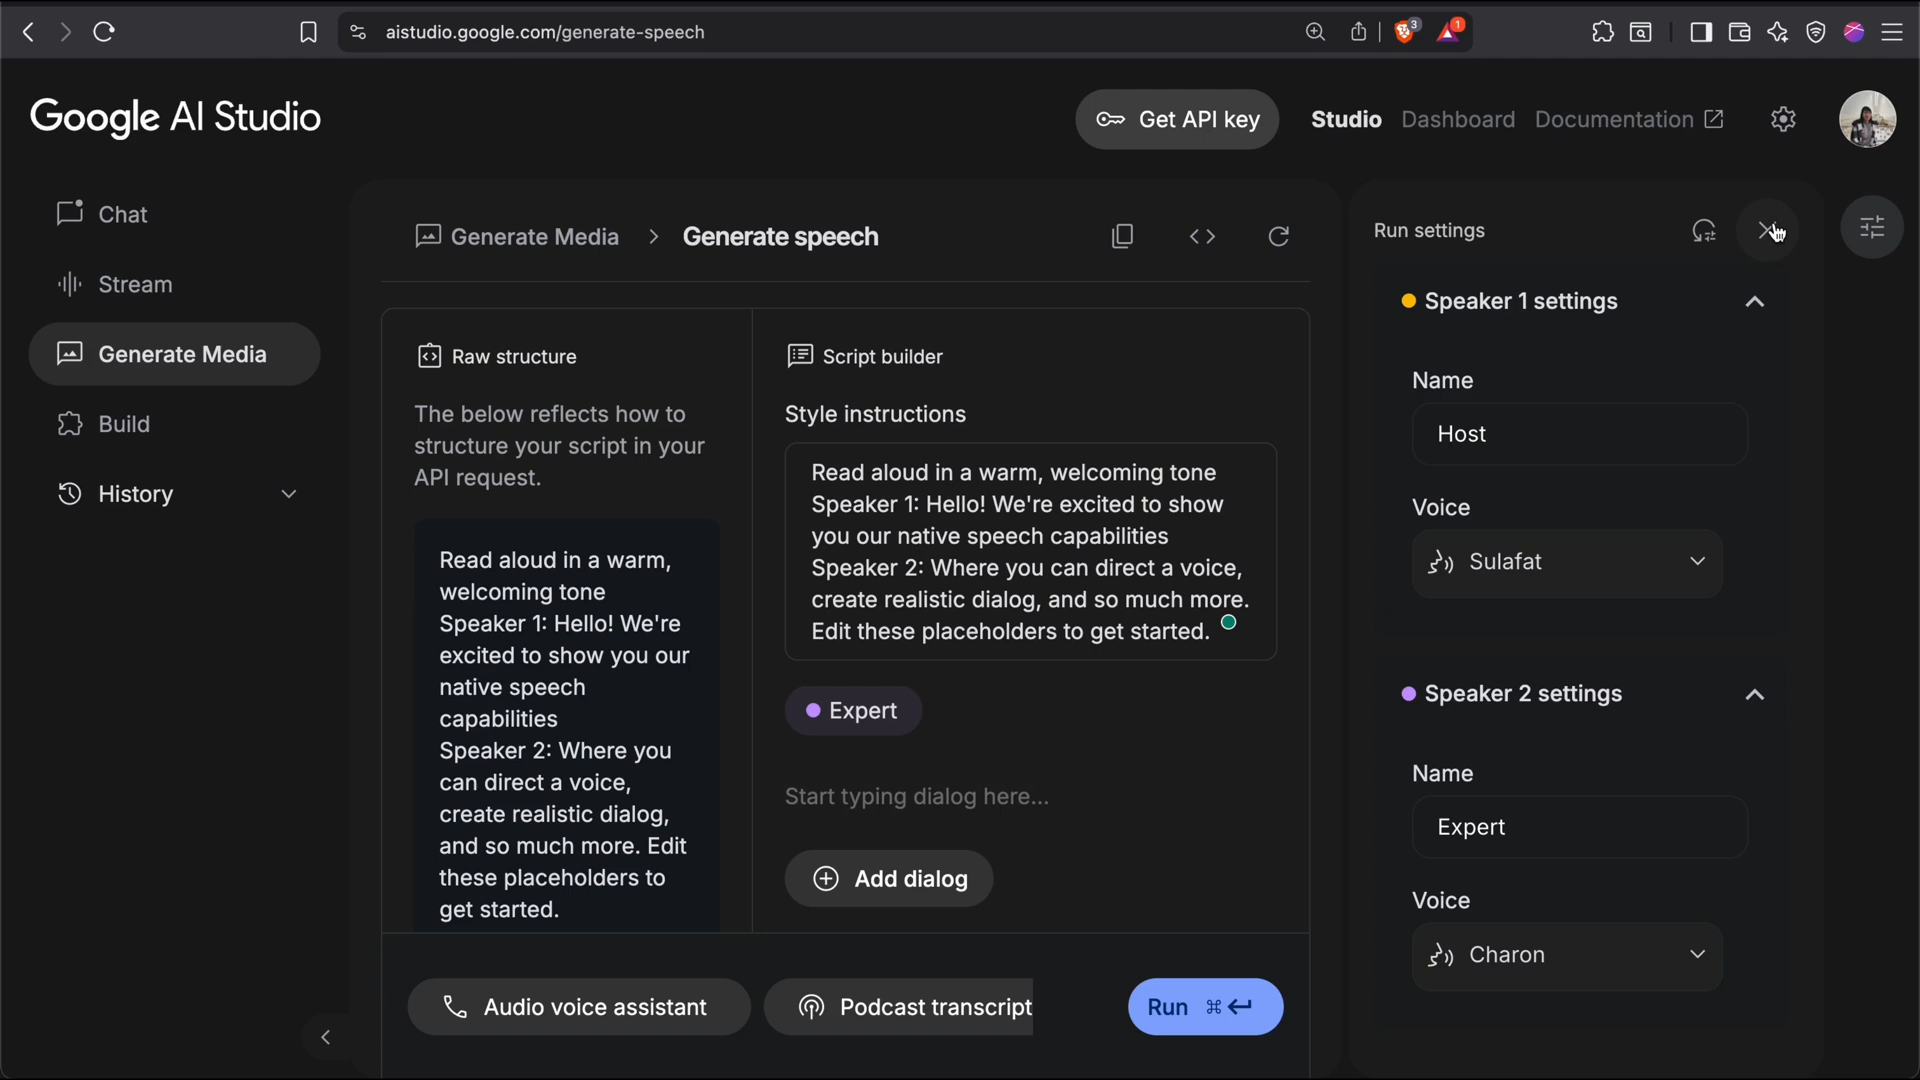 aistudio.google.com/generate-speech
3
1
Google AI Studio
Get API key
Studio
Dashboard
Documentation
Chat
Stream
Generate Media
Build
History
Generate Media
Generate speech
Raw structure
The below reflects how to
structure your script in your
API request.
Read aloud in a warm,
welcoming tone
Speaker 1: Hello! We're
excited to show you our
native speech
capabilities
Speaker 2: Where you
can direct a voice,
create realistic dialog,
and so much more. Edit
these placeholders to
get started.
Script builder
Style instructions
Read aloud in a warm, welcoming tone
Speaker 1: Hello! We're excited to show
you our native speech capabilities
Speaker 2: Where you can direct a voice,
create realistic dialog, and so much more.
Edit these placeholders to get started.
Expert
Start typing dialog here...
Add dialog
Audio voice assistant
Podcast transcript
Run ⌘
Run settings
Speaker 1 settings
Name
Host
Voice
Sulafat
Speaker 2 settings
Name
Expert
Voice
Charon